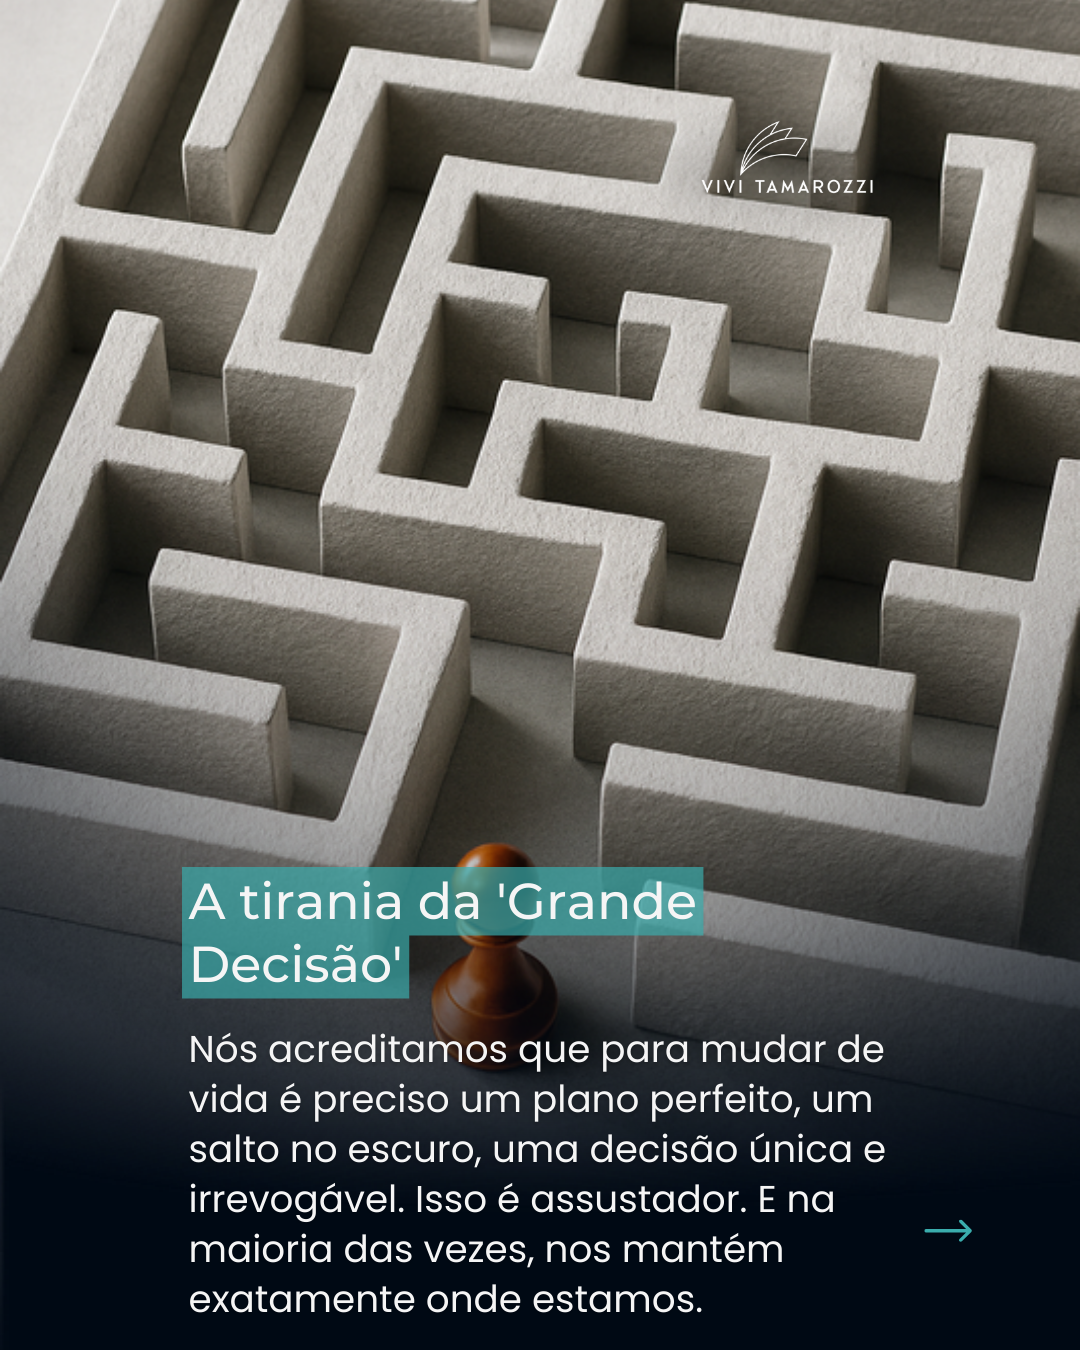 VIVI TAMAROZZI
A tirania da 'Grande
Decisão'
Nós acreditamos que para mudar de
vida é preciso um plano perfeito, um
salto no escuro, uma decisão única e
irrevogável. Isso é assustador. E na
maioria das vezes, nos mantém
exatamente onde estamos.